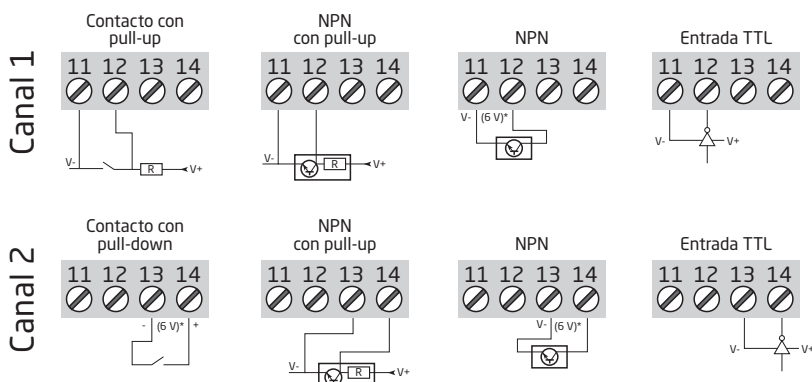 Canal 1
Contacto con
pull-up
11 12 13 14
V-
R
V+
NPN
con pull-up
11 12 13 14
V-
R
V+
NPN
11 12 13 14
V- (6 V)*
Entrada TTL
11 12 13 14
V-
V+
Canal 2
Contacto con
pull-down
11 12 13 14
- (6 V)* +
NPN
con pull-up
11 12 13 14
V-
R
V+
NPN
11 12 13 14
V- (6 V)*
Entrada TTL
11 12 13 14
V-
V+